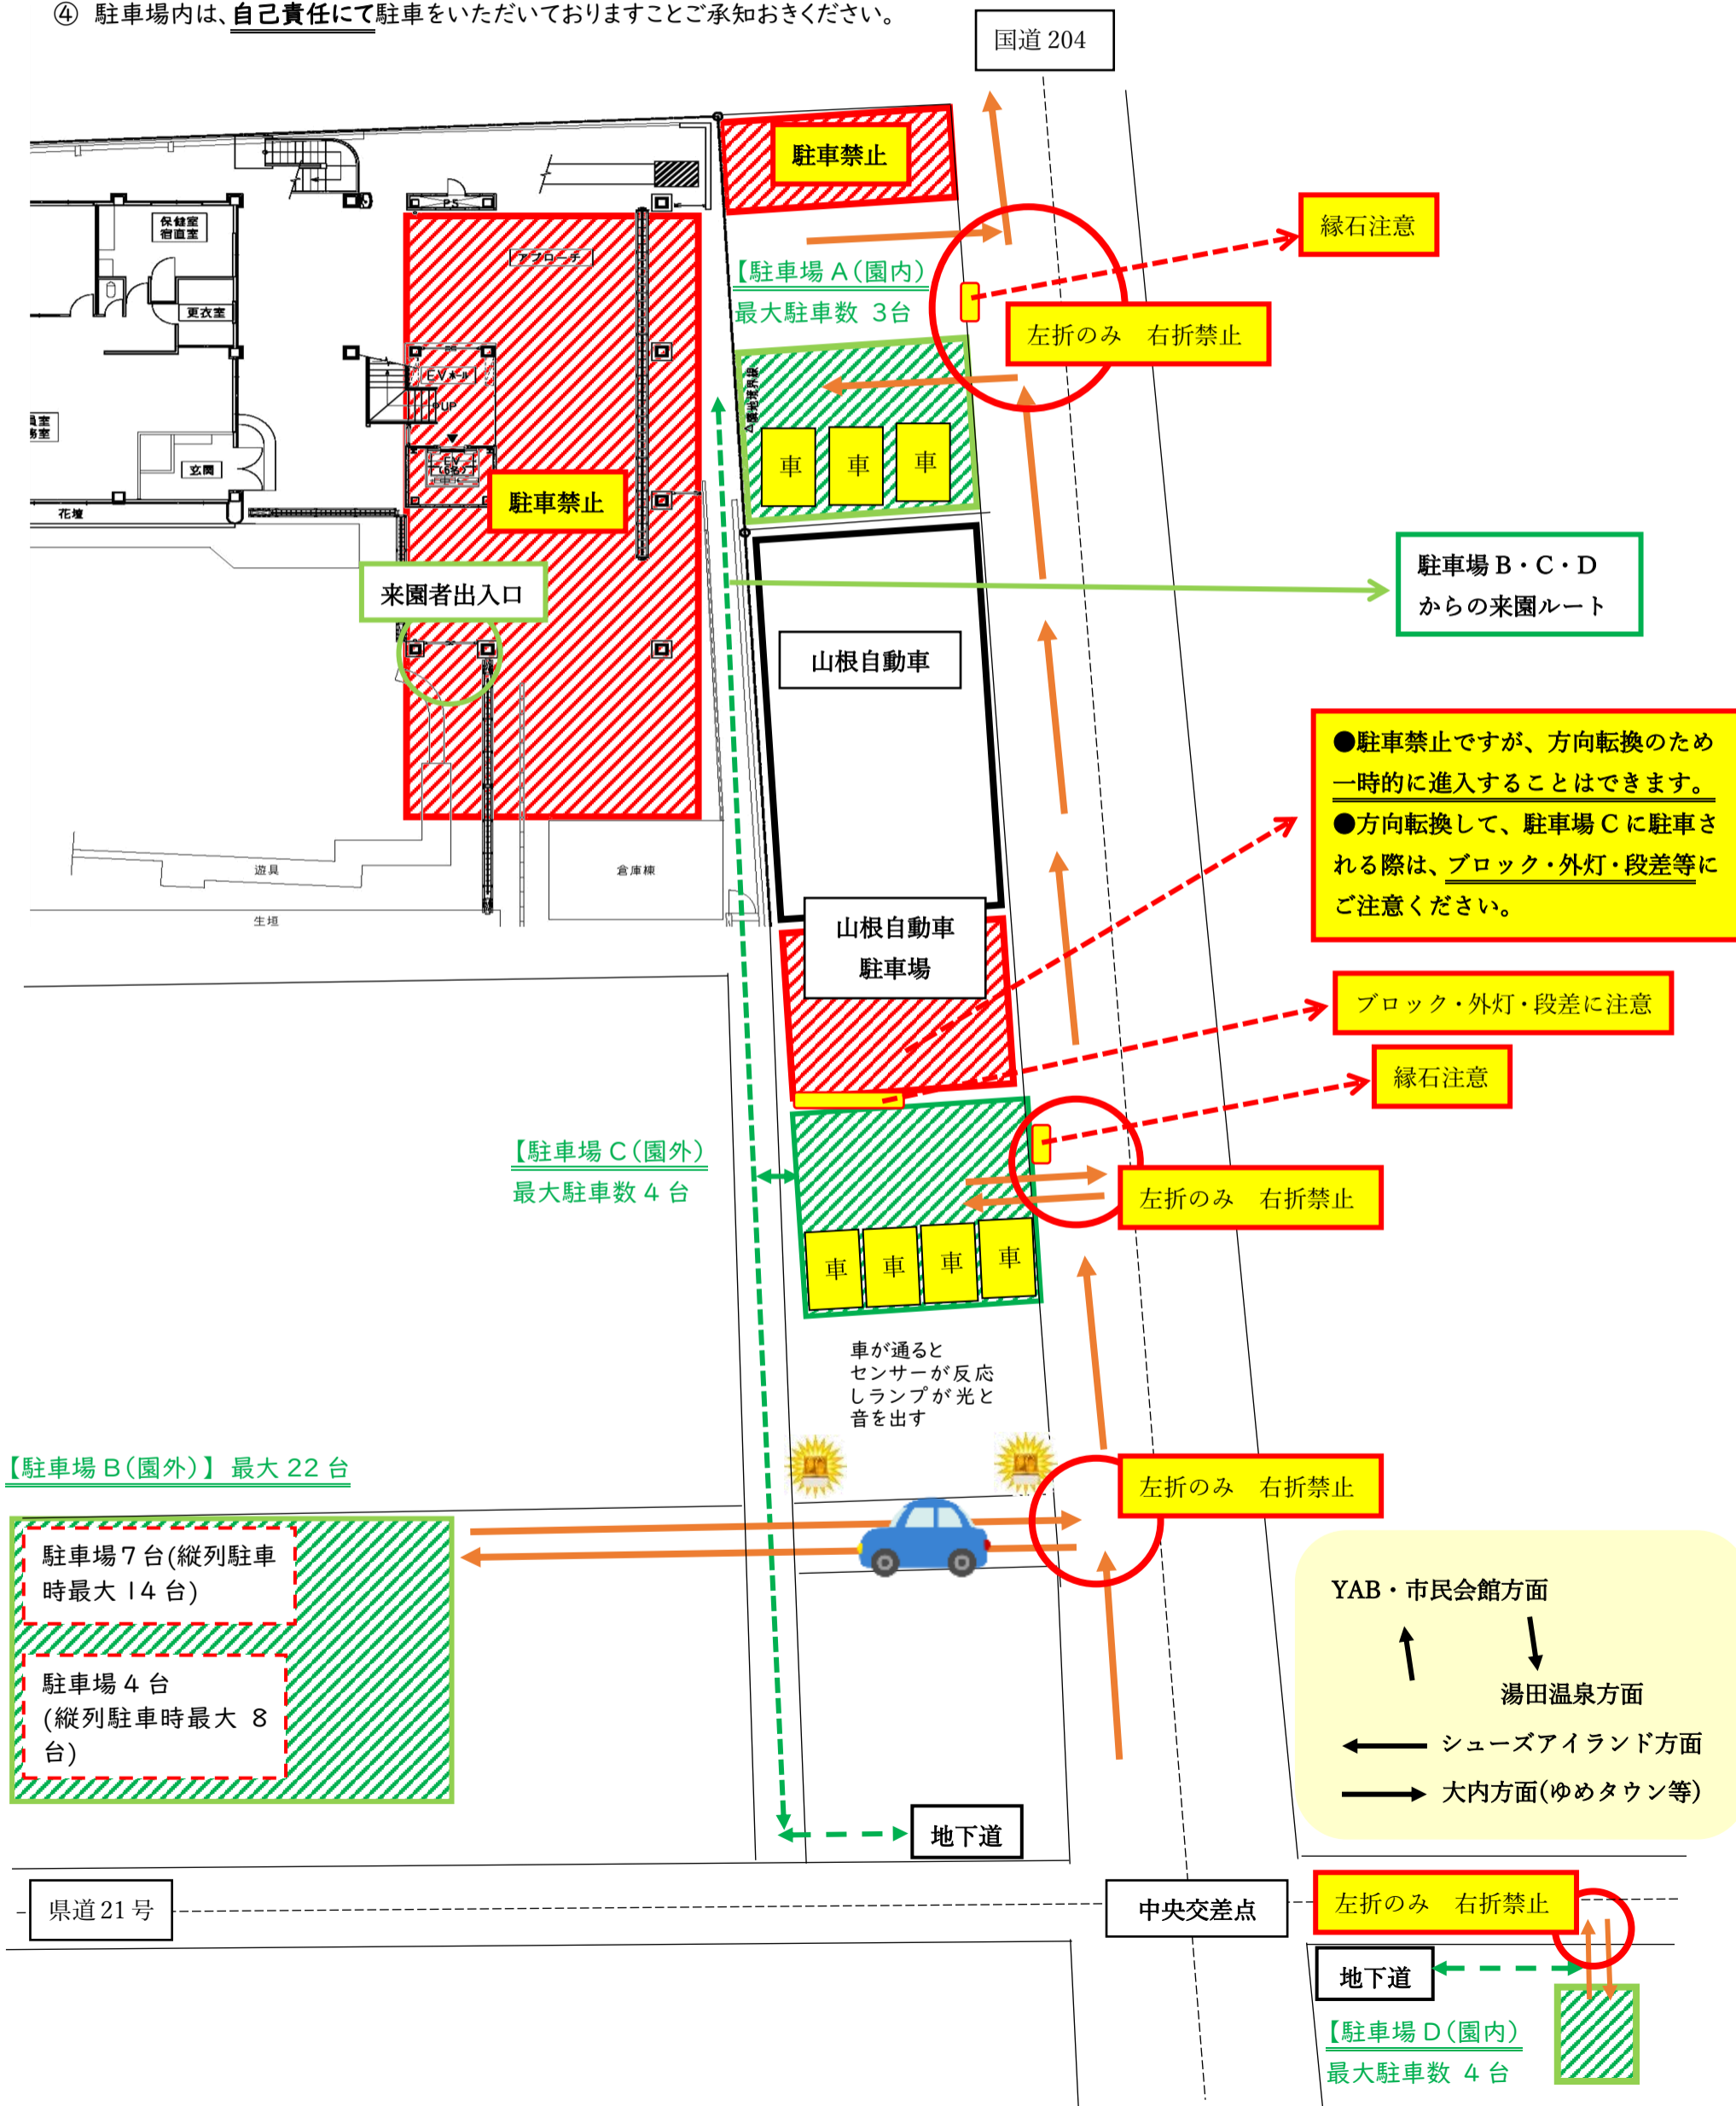 ④ 駐車場内は、自己責任にて駐車をいただいておりますことご承知おきください。
国道 204
駐車禁止
保健室
宿直室
PS
アプローチ
縁石注意
【駐車場 A（園内）
最大駐車数 3台
更衣室
左折のみ 右折禁止
EVホール
UP
隣地境界線
車 車 車
玄関
EV
駐車禁止
花壇
来園者出入口
駐車場 B・C・D
からの来園ルート
山根自動車
●駐車禁止ですが、方向転換のため
一時的に進入することはできます。
●方向転換して、駐車場 C に駐車さ
れる際は、ブロック・外灯・段差等に
ご注意ください。
遊具
倉庫棟
生垣
山根自動車
駐車場
ブロック・外灯・段差に注意
縁石注意
【駐車場 C（園外）
最大駐車数 4 台
左折のみ 右折禁止
車 車 車 車
車が通ると
センサーが反応
しランプが光と
音を出す
【駐車場 B（園外）】 最大 22 台
左折のみ 右折禁止
駐車場 7 台(縦列駐車
時最大 14 台)
駐車場 4 台
(縦列駐車時最大 8
台)
YAB・市民会館方面
湯田温泉方面
シューズアイランド方面
大内方面(ゆめタウン等)
地下道
県道 21 号
中央交差点
左折のみ 右折禁止
地下道
【駐車場 D（園内）
最大駐車数 4 台